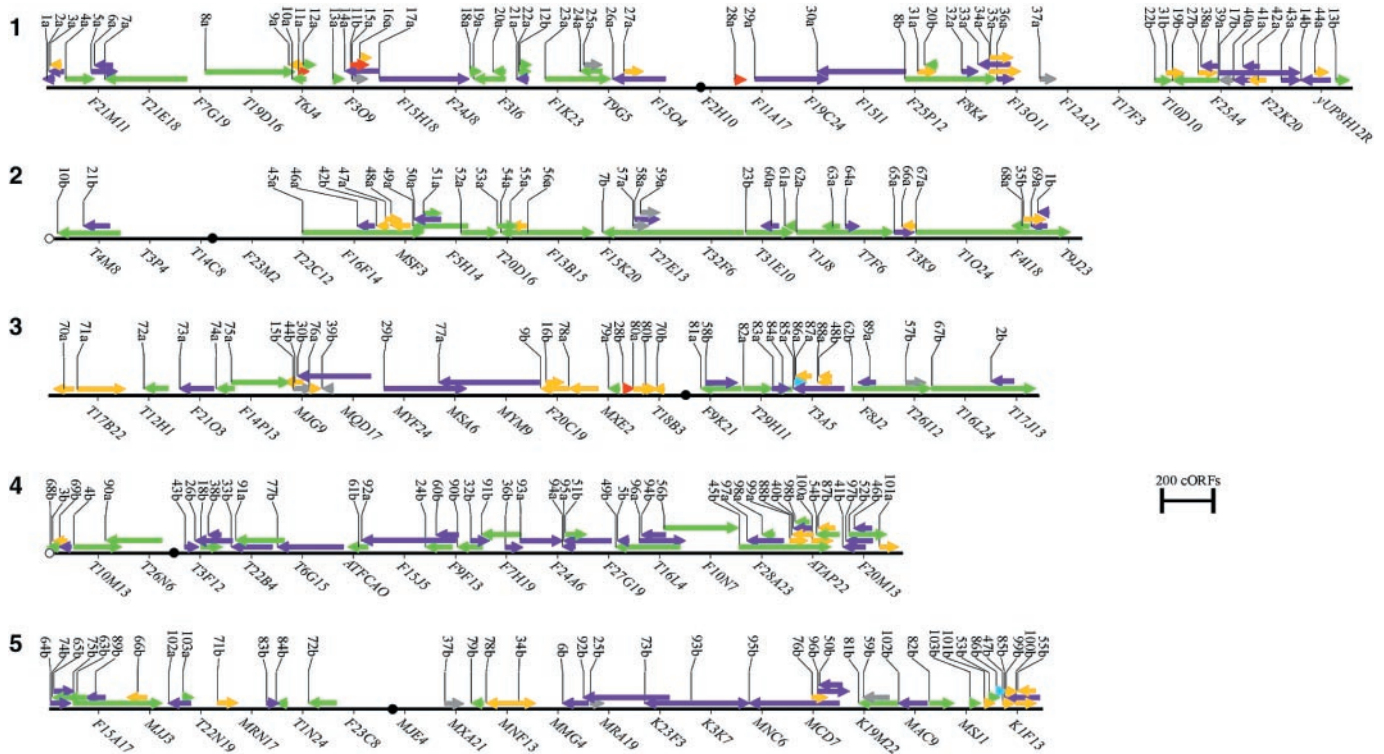 1a 2a 3a 4a 5a 6a 7a 8a 9a 10a 11a 12a 13a 14a 11b 15a 16a 17a 18a 19a 20a 21a 22a 12b 23a 24a 25a 26a 27a 28a 29a 30a 8b 31a 20b 32a 33a 34a 35a 36a 37a 22b 31b 19b 27b 38a 39a 17b 40a 41a 42a 43a 14b 44a 13b
1
F21M11 T21E18 F7G19 T19D16 T6J4 F3O9 F15H18 F24J8 F3I6 F1K23 T9G5 F15O4 F2H10 F11A17 F19C24 F15I1 F25P12 F8K4 F13O11 F12A21 T17F3 T10D10 F25A4 F22K20 yUP8H12R
10b 21b 45a 46a 42b 47a 48a 49a 50a 51a 52a 53a 54a 55a 56a 7b 57a 58a 59a 23b 60a 61a 62a 63a 64a 65a 66a 67a 68a 35b 69a 1b
2
T4M8 T3P4 T14C8 F23M2 T22C12 F16F14 MSF3 F5H14 T20D16 F13B15 F15K20 T27E13 T32F6 T31E10 T1J8 T7F6 T3K9 T1O24 F4I18 T9J23
70a 71a 72a 73a 74a 75a 15b 44b 30b 76a 39b 29b 77a 9b 16b 78a 79a 28b 80a 80b 70b 81a 58b 82a 83a 84a 85a 86a 87a 88a 48b 62b 89a 57b 67b 2b
3
T17B22 T12H1 F21O3 F14P13 MJG9 MQD17 MYF24 MSA6 MYM9 F20C19 MXE2 T18B3 F9K21 T29H11 T3A5 F8J2 T26I12 T16L24 T17J13
68b 3b 69b 4b 90a 43b 26b 18b 38b 33b 91a 77b 61b 92a 24b 60b 90b 32b 91b 36b 93a 94a 95a 51b 49b 5b 96a 94b 56b 45b 97a 98a 99a 88b 40b 98b 100a 54b 87b 41b 97b 52b 46b 101a
4
T10M13 T26N6 T3F12 T22B4 T6G15 ATFCAO F15J5 F9F13 F7H19 F24A6 F27G19 T16L4 F10N7 F28A23 ATAP22 F20M13
200 cORFs
64b 74b 65b 75b 63b 89b 66b 102a 103a 71b 83b 84b 72b 37b 79b 78b 34b 6b 92b 25b 73b 93b 95b 76b 96b 50b 81b 59b 102b 82b 103b 101b 53b 86b 47b 85b 99b 100b 55b
5
F15A17 MJJ3 T22N19 MRN17 T1N24 F23C8 MJE4 MXA21 MNF13 MMG4 MRA19 K23F3 K3K7 MNC6 MCD7 K19M22 MAC9 MSJ1 K1F13